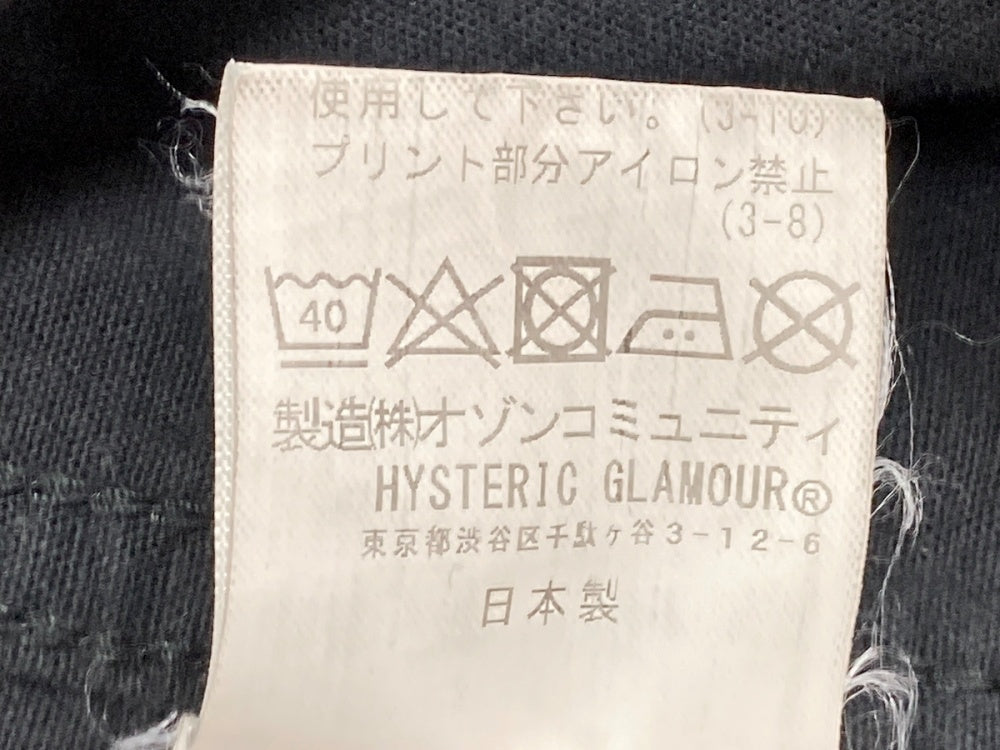 使用して下さい。(3-10)
プリント部分アイロン禁止
(3-8)
40
製造(株)オゾンコミュニティ
HYSTERIC GLAMOUR®
東京都渋谷区千駄ヶ谷3-12-6
日本製